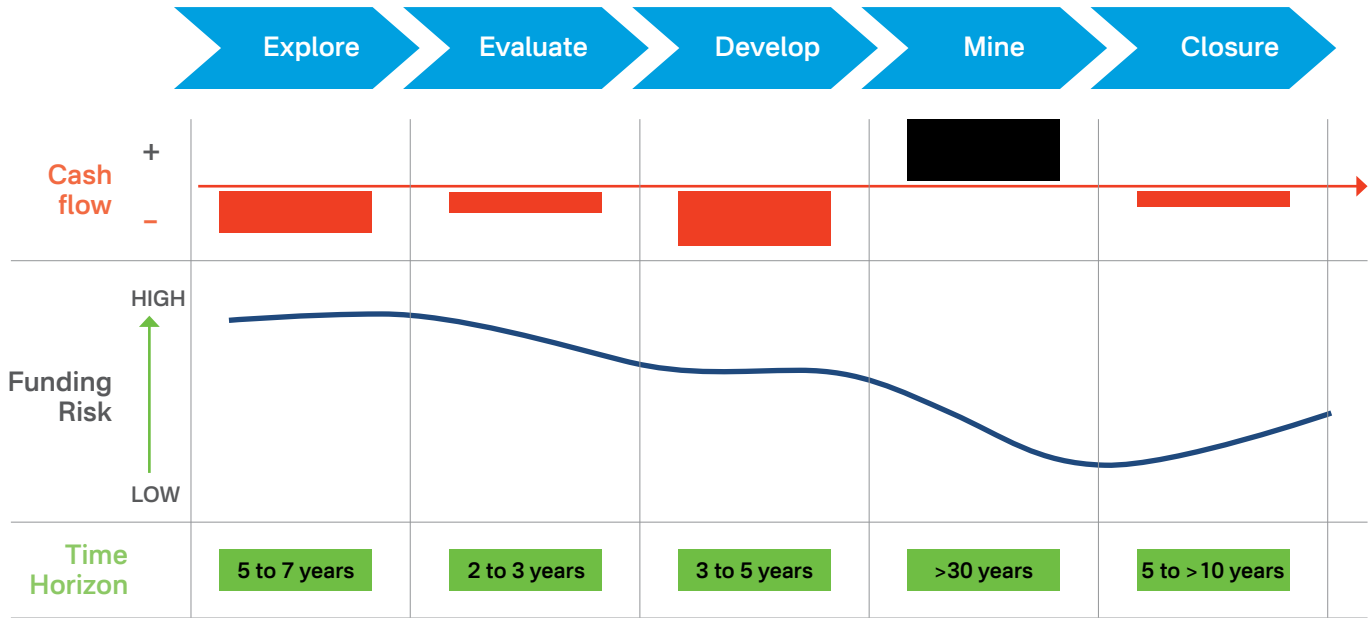 Explore
Evaluate
Develop
Mine
Closure
Cash
flow
+
−
HIGH
Funding
Risk
LOW
Time
Horizon
5 to 7 years
2 to 3 years
3 to 5 years
>30 years
5 to >10 years